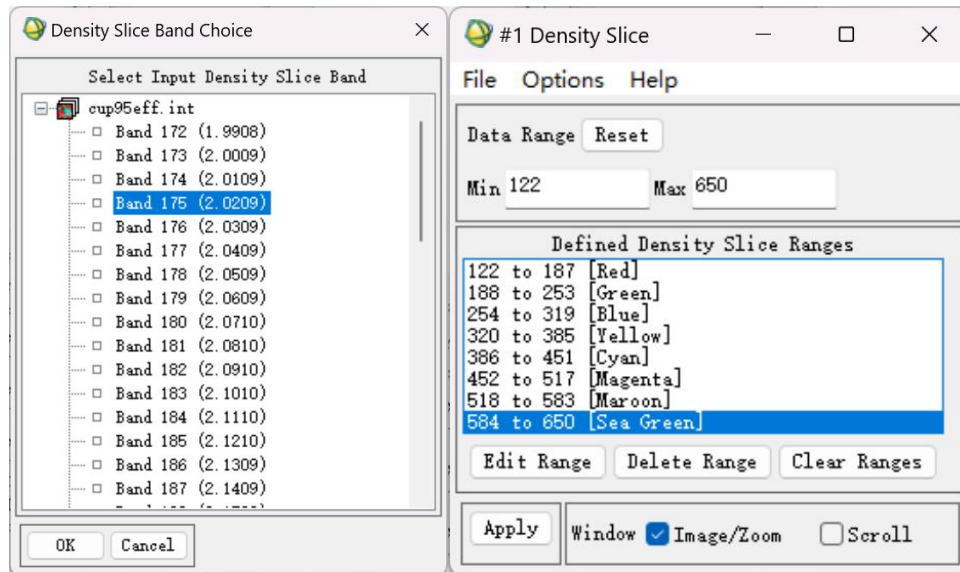 Density Slice Band Choice
Select Input Density Slice Band
cup95eff.int
Band 172 (1.9908)
Band 173 (2.0009)
Band 174 (2.0109)
Band 175 (2.0209)
Band 176 (2.0309)
Band 177 (2.0409)
Band 178 (2.0509)
Band 179 (2.0609)
Band 180 (2.0710)
Band 181 (2.0810)
Band 182 (2.0910)
Band 183 (2.1010)
Band 184 (2.1110)
Band 185 (2.1210)
Band 186 (2.1309)
Band 187 (2.1409)
OK Cancel
#1 Density Slice
File Options Help
Data Range Reset
Min 122 Max 650
Defined Density Slice Ranges
122 to 187 [Red]
188 to 253 [Green]
254 to 319 [Blue]
320 to 385 [Yellow]
386 to 451 [Cyan]
452 to 517 [Magenta]
518 to 583 [Maroon]
584 to 650 [Sea Green]
Edit Range Delete Range Clear Ranges
Apply Window Image/Zoom Scroll